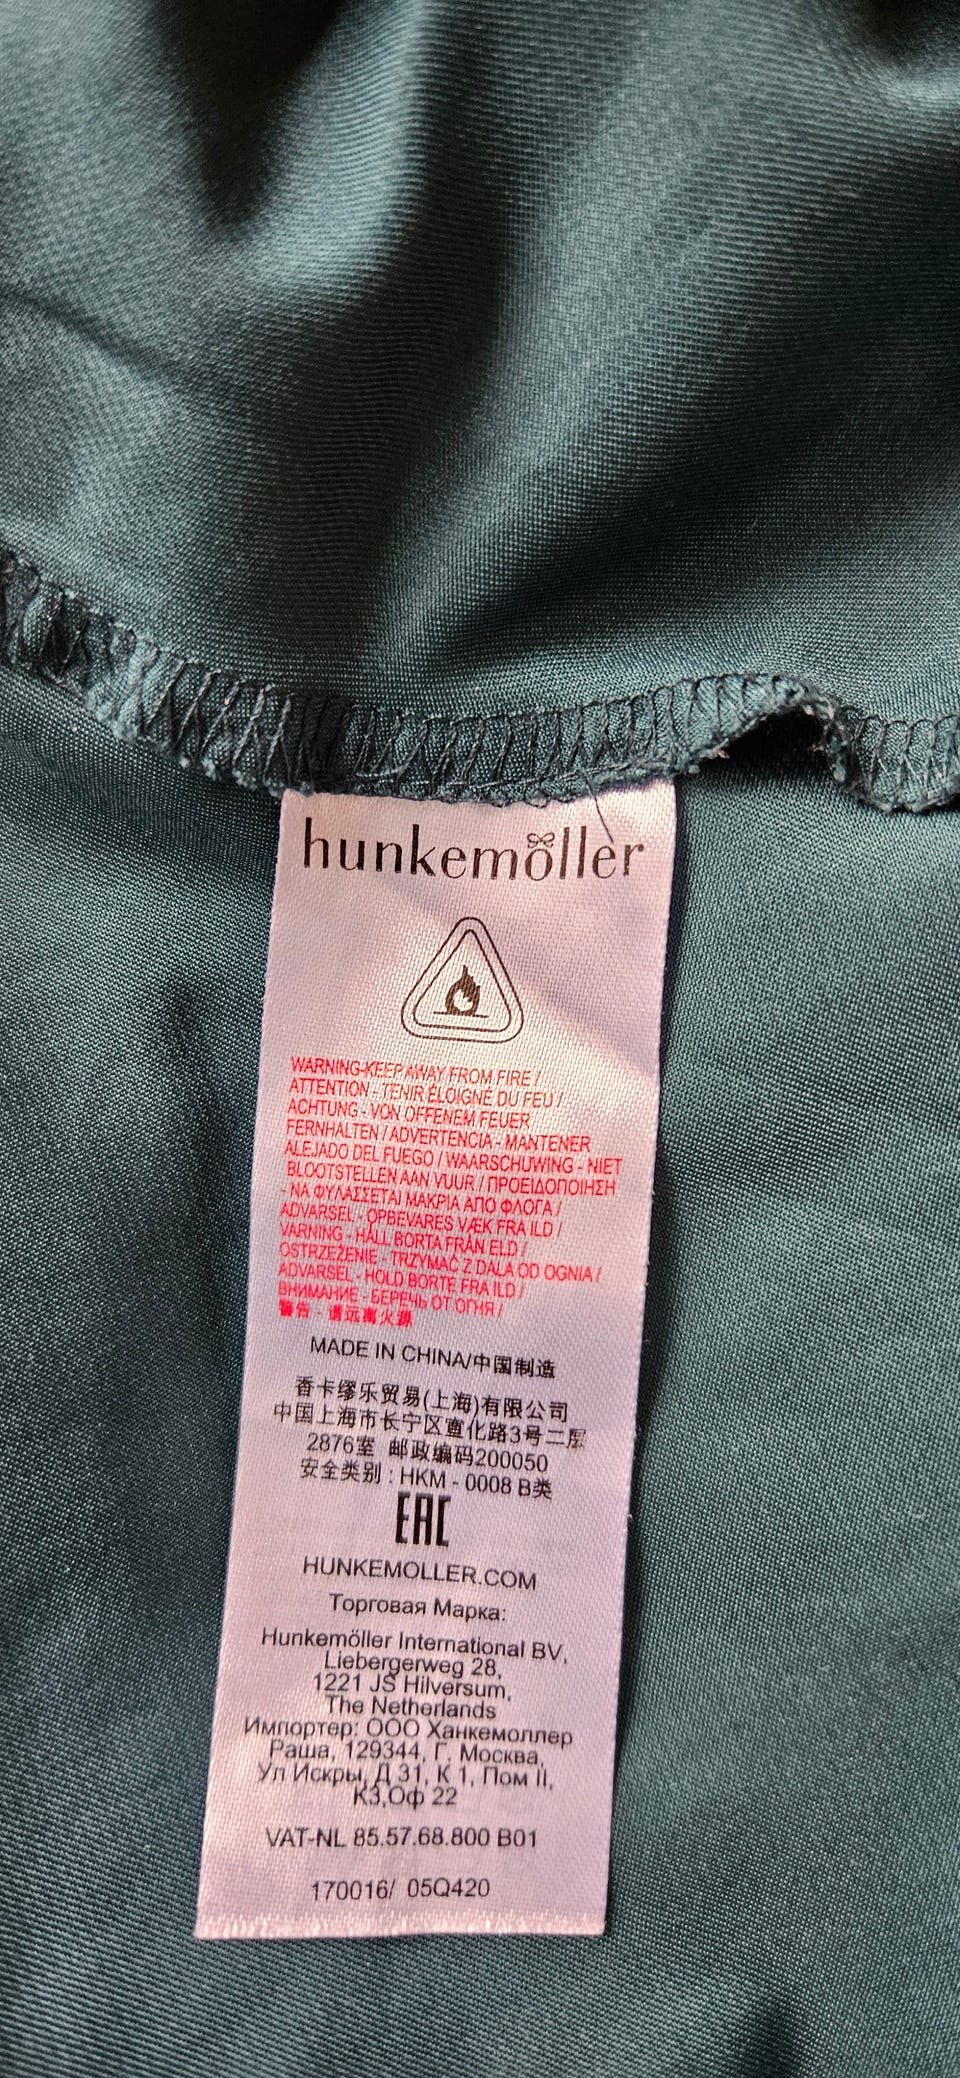 hunkemöller
WARNING-KEEP AWAY FROM FIRE /
ATTENTION - TENIR ÉLOIGNÉ DU FEU /
ACHTUNG - VON OFFENEM FEUER
FERNHALTEN / ADVERTENCIA - MANTENER
ALEJADO DEL FUEGO / WAARSCHUWING - NIET
BLOOTSTELLEN AAN VUUR / ΠΡΟΕΙΔΟΠΟΙΗΣΗ
- ΝΑ ΦΥΛΑΣΣΕΤΑΙ ΜΑΚΡΙΑ ΑΠΟ ΦΛΟΓΑ /
ADVARSEL - OPBEVARES VÆK FRA ILD /
VARNING - HÅLL BORTA FRÅN ELD /
OSTRZEŻENIE - TRZYMAĆ Z DALA OD OGNIA /
ADVARSEL - HOLD BORTE FRA ILD /
ВНИМАНИЕ - БЕРЕЧЬ ОТ ОГНЯ /
警告 - 请远离火源
MADE IN CHINA/中国制造
香卡缪乐贸易(上海)有限公司
中国上海市长宁区宣化路3号二层
2876室 邮政编码200050
安全类别 : HKM - 0008 B类
EAC
HUNKEMOLLER.COM
Торговая Марка:
Hunkemöller International BV,
Liebergerweg 28,
1221 JS Hilversum,
The Netherlands
Импортер: ООО Ханкемоллер
Раша, 129344, Г. Москва,
Ул Искры, Д 31, К 1, Пом II,
К3,Оф 22
VAT-NL 85.57.68.800 B01
170016/ 05Q420